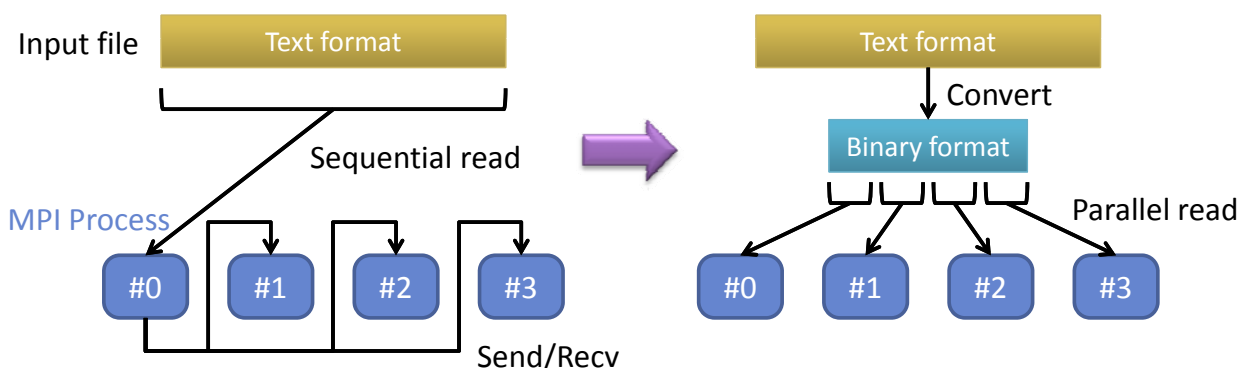 Input file
Text format
Sequential read
MPI Process
#0
#1
#2
#3
Send/Recv
Text format
Convert
Binary format
Parallel read
#0
#1
#2
#3